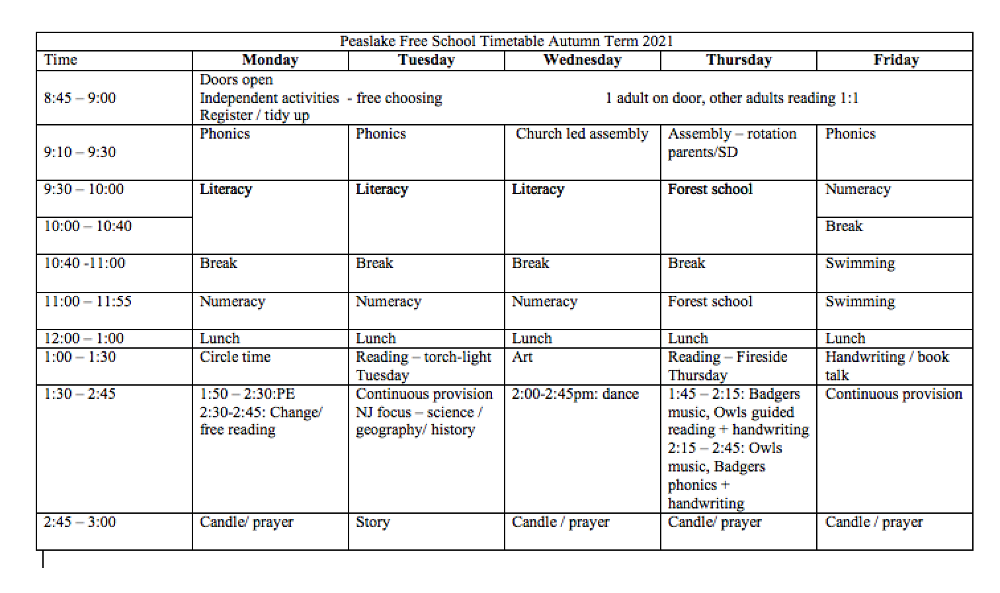 Peaslake Free School Timetable Autumn Term 2021
Time Monday Tuesday Wednesday Thursday Friday
8:45 – 9:00
Doors open
Independent activities - free choosing 1 adult on door, other adults reading 1:1
Register / tidy up
9:10 – 9:30
Phonics
Phonics
Church led assembly
Assembly – rotation
parents/SD
Phonics
9:30 – 10:00
Literacy
Literacy
Literacy
Forest school
Numeracy
10:00 – 10:40
Break
10:40 -11:00
Break
Break
Break
Break
Swimming
11:00 – 11:55
Numeracy
Numeracy
Numeracy
Forest school
Swimming
12:00 – 1:00
Lunch
Lunch
Lunch
Lunch
Lunch
1:00 – 1:30
Circle time
Reading – torch-light
Tuesday
Art
Reading – Fireside
Thursday
Handwriting / book
talk
1:30 – 2:45
1:50 – 2:30:PE
2:30-2:45: Change/
free reading
Continuous provision
NJ focus – science /
geography/ history
2:00-2:45pm: dance
1:45 – 2:15: Badgers
music, Owls guided
reading + handwriting
2:15 – 2:45: Owls
music, Badgers
phonics +
handwriting
Continuous provision
2:45 – 3:00
Candle/ prayer
Story
Candle / prayer
Candle/ prayer
Candle / prayer